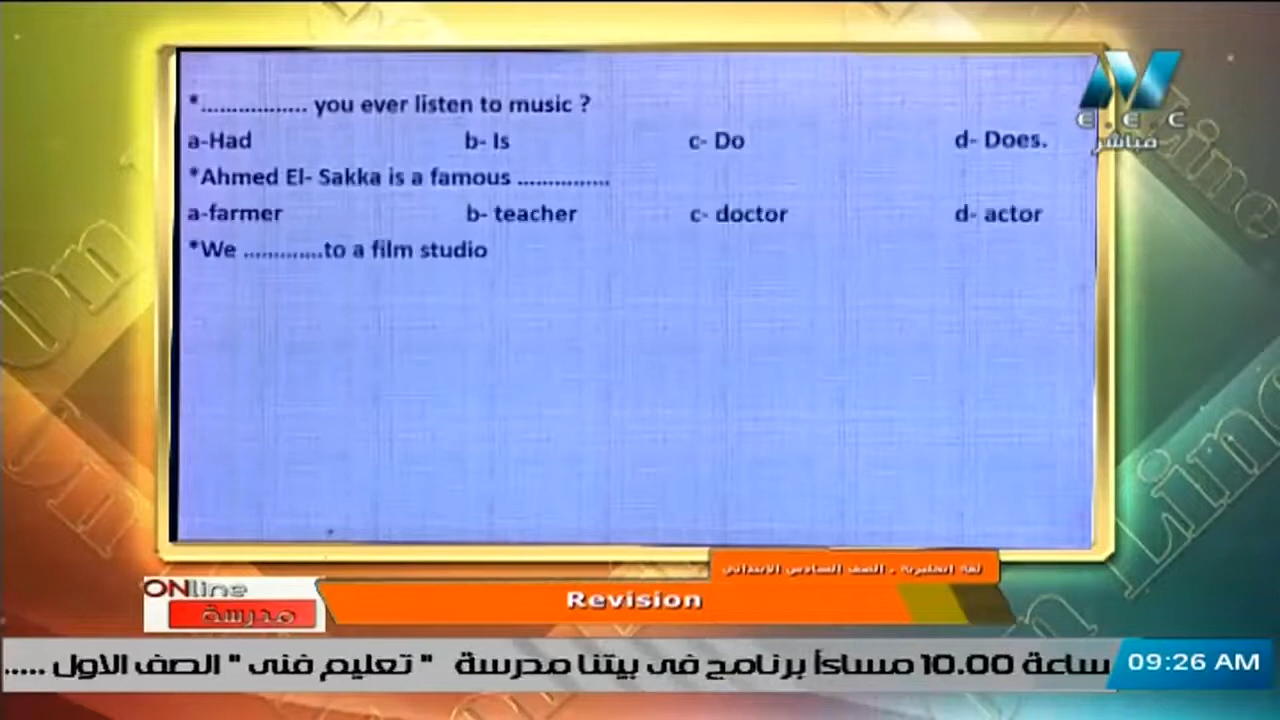 *................. you ever listen to music ?
a-Had b- Is c- Do d- Does.
*Ahmed El- Sakka is a famous ...............
a-farmer b- teacher c- doctor d- actor
*We .............to a film studio
E . E . C
مباشر
لغة انجليزية . الصف السادس الابتدائي
Revision
ONline
مدرسة
ساعة 10.00 مساءاً برنامج فى بيتنا مدرسة " تعليم فنى " الصف الاول .....
09:26 AM
On
Line